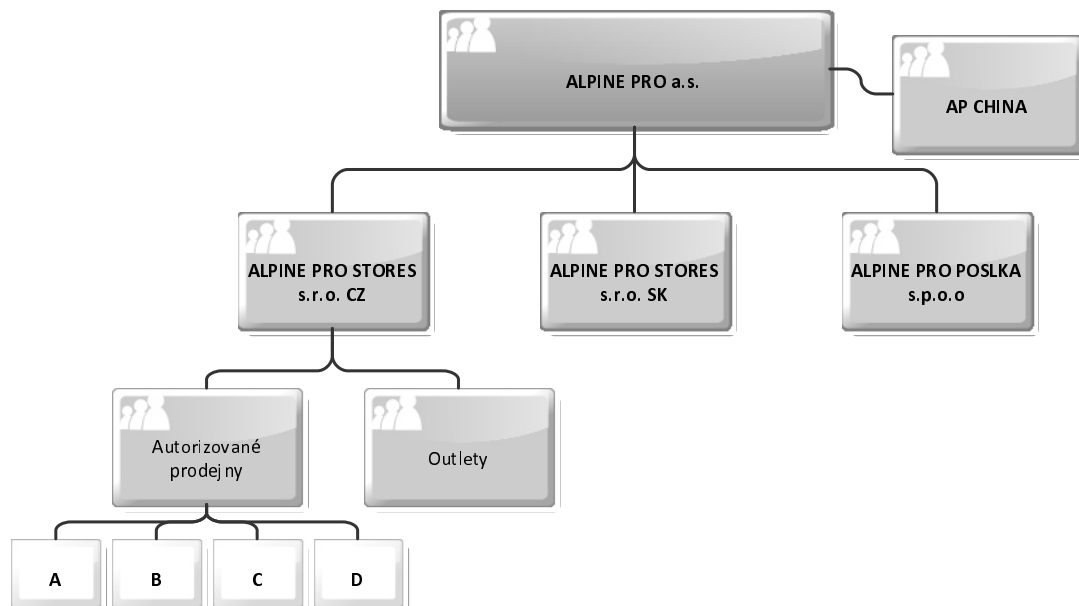 ALPINE PRO a.s.
AP CHINA
ALPINE PRO STORES
s.r.o. CZ
ALPINE PRO STORES
s.r.o. SK
ALPINE PRO POSLKA
s.p.o.o
Autorizované
prodejny
Outlety
A
B
C
D